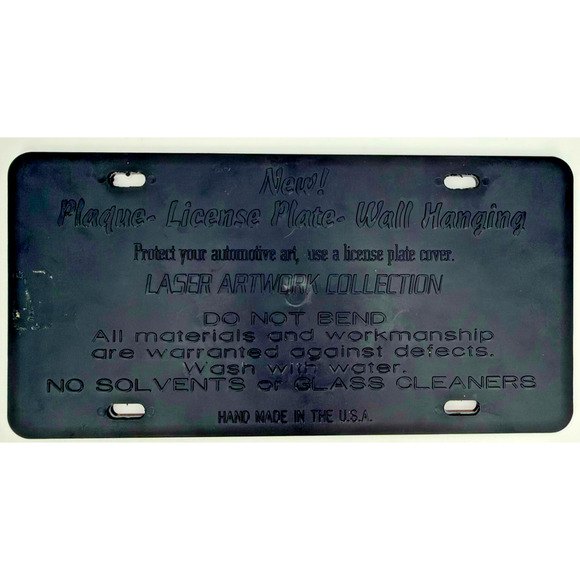 New!
Plaque- License Plate- Wall Hanging
Protect your automotive art, use a license plate cover.
LASER ARTWORK COLLECTION
DO NOT BEND
All materials and workmanship
are warranted against defects.
Wash with water.
NO SOLVENTS or GLASS CLEANERS
HAND MADE IN THE U.S.A.